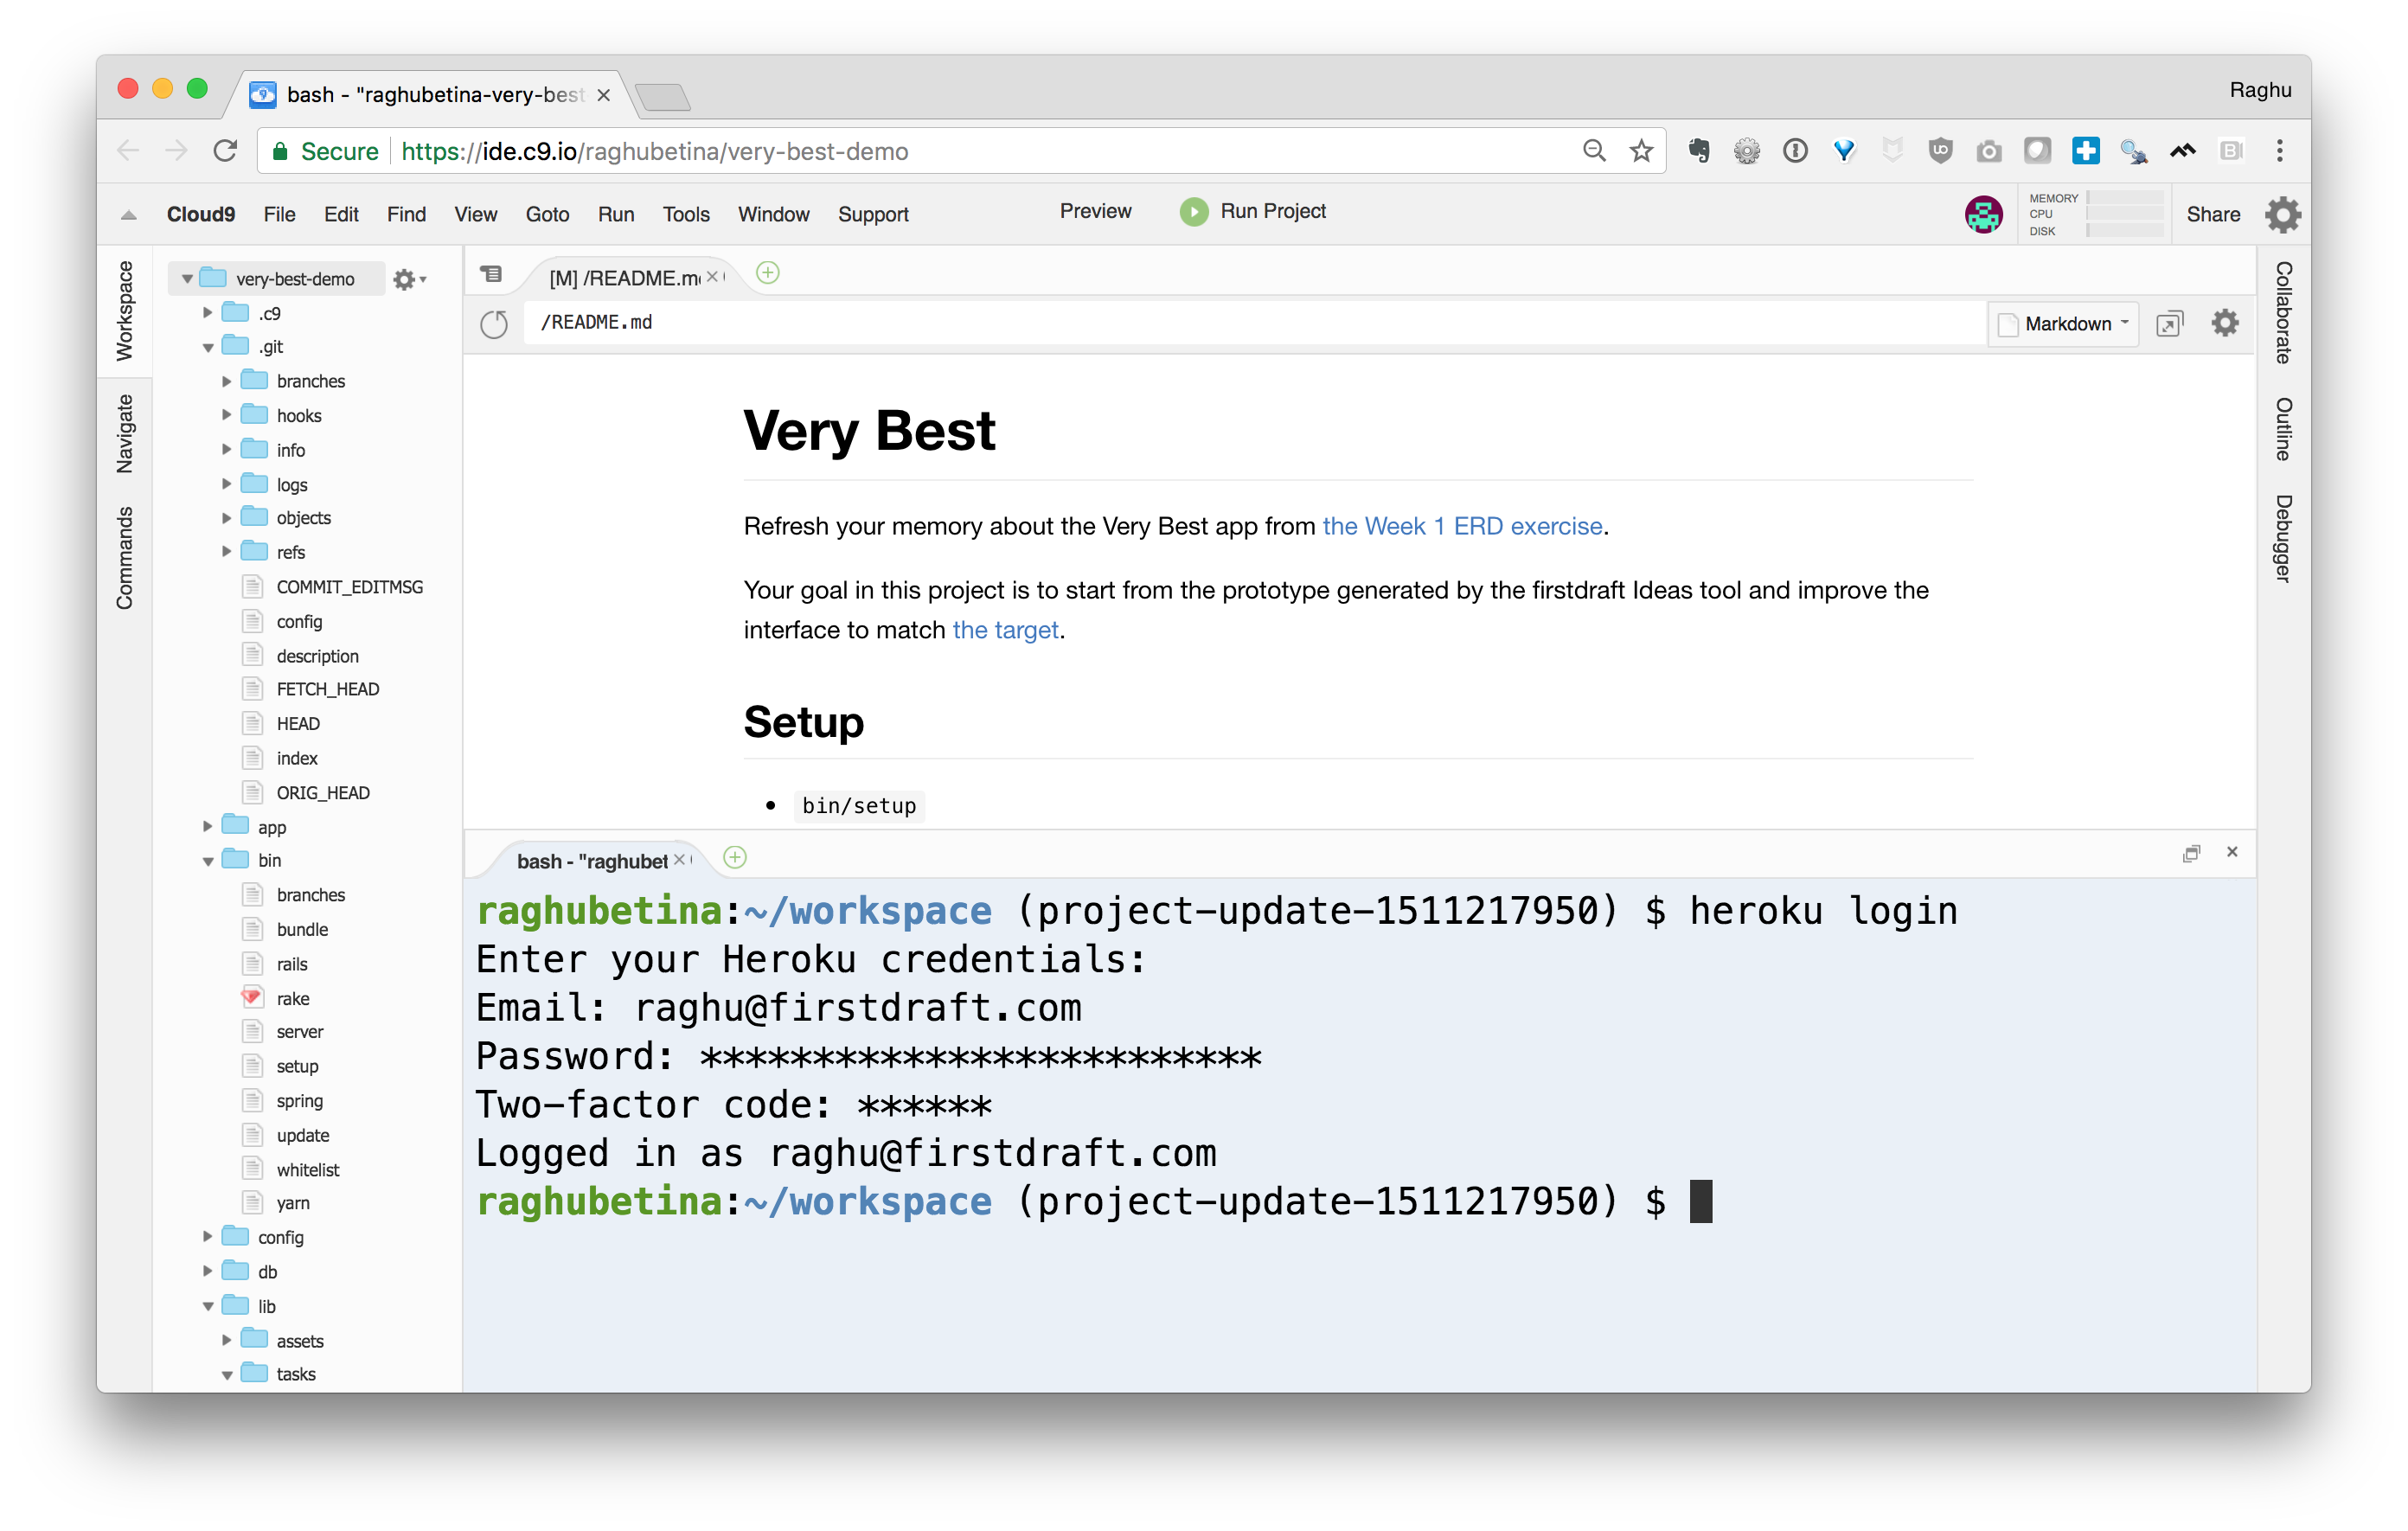 bash - "raghubetina-very-best
Raghu
Secure https://ide.c9.io/raghubetina/very-best-demo
Cloud9 File Edit Find View Goto Run Tools Window Support Preview Run Project
MEMORY
CPU
DISK
Share
Workspace
Navigate
Commands
very-best-demo
.c9
.git
branches
hooks
info
logs
objects
refs
COMMIT_EDITMSG
config
description
FETCH_HEAD
HEAD
index
ORIG_HEAD
app
bin
branches
bundle
rails
rake
server
setup
spring
update
whitelist
yarn
config
db
lib
assets
tasks
[M] /README.m
/README.md
Markdown
Very Best
Refresh your memory about the Very Best app from the Week 1 ERD exercise.
Your goal in this project is to start from the prototype generated by the firstdraft Ideas tool and improve the
interface to match the target.
Setup
• bin/setup
bash - "raghubet
raghubetina:~/workspace (project-update-1511217950) $ heroku login
Enter your Heroku credentials:
Email: raghu@firstdraft.com
Password: *************************
Two-factor code: ******
Logged in as raghu@firstdraft.com
raghubetina:~/workspace (project-update-1511217950) $
Collaborate
Outline
Debugger